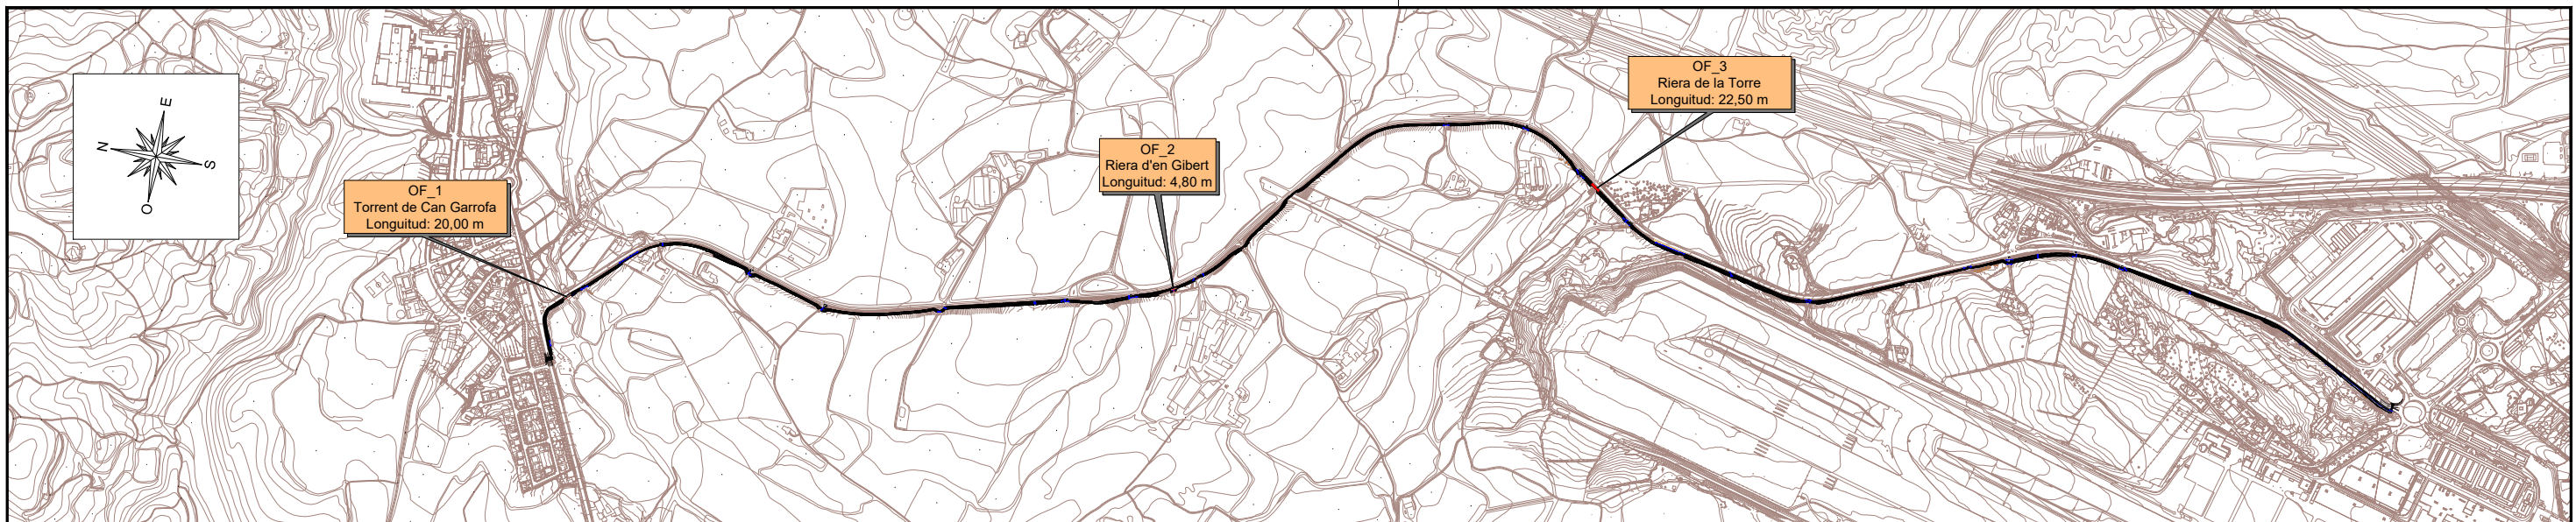 E
N
S
O
OF_1
Torrent de Can Garrofa
Longuitud: 20,00 m
OF_2
Riera d'en Gibert
Longuitud: 4,80 m
OF_3
Riera de la Torre
Longuitud: 22,50 m